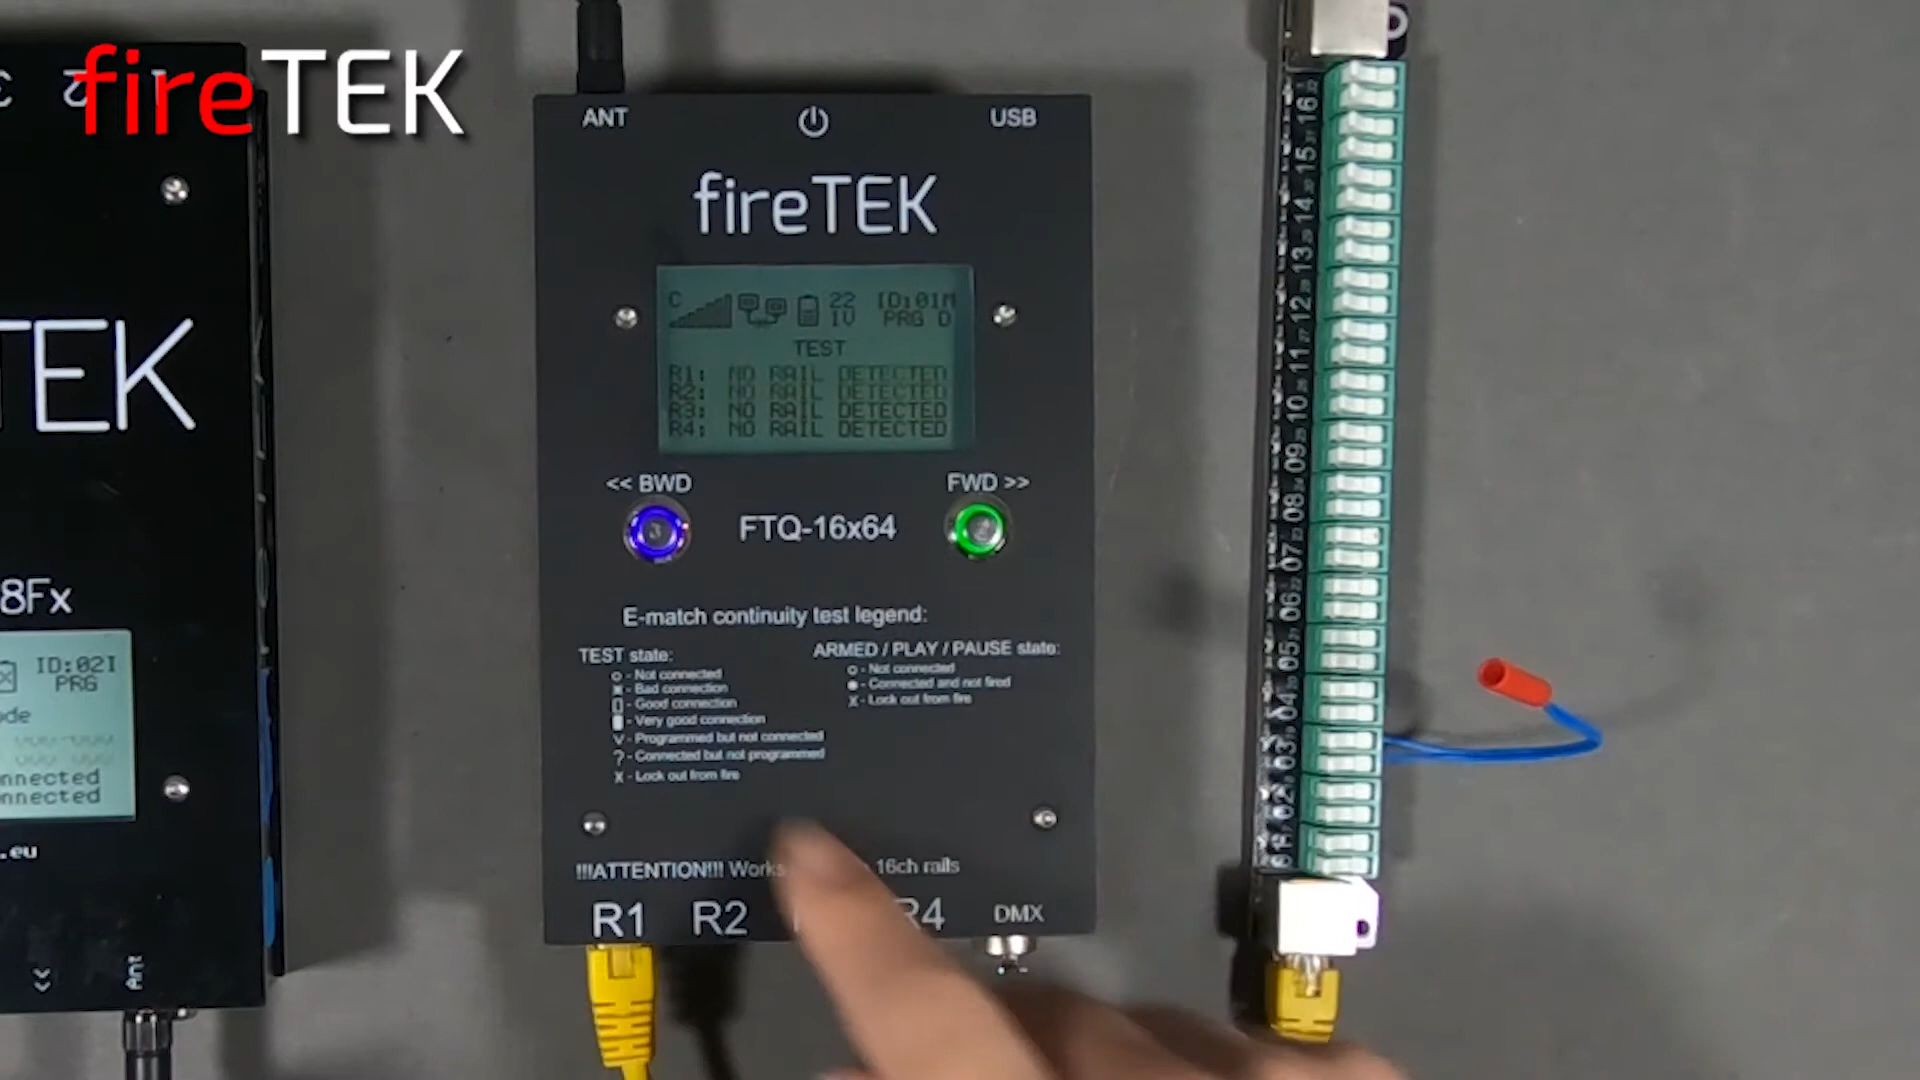 fireTEK
ANT
USB
fireTEK
C
22
1V
ID:01M
PRG D
TEST
R1: NO RAIL DETECTED
R2: NO RAIL DETECTED
R3: NO RAIL DETECTED
R4: NO RAIL DETECTED
<< BWD
FWD >>
FTQ-16x64
E-match continuity test legend:
TEST state:
o - Not connected
- Bad connection
- Good connection
- Very good connection
V - Programmed but not connected
? - Connected but not programmed
X - Lock out from fire
ARMED / PLAY / PAUSE state:
o - Not connected
- Connected and not fired
X - Lock out from fire
!!!ATTENTION!!! Works 16ch rails
R1
R2
R4
DMX
TEK
8Fx
ID:02I
PRG
ode
nnected
nnected
.eu
<<
Ant
16
15
14
13
12
11
10
09
08
07
06
05
04
03
02
01